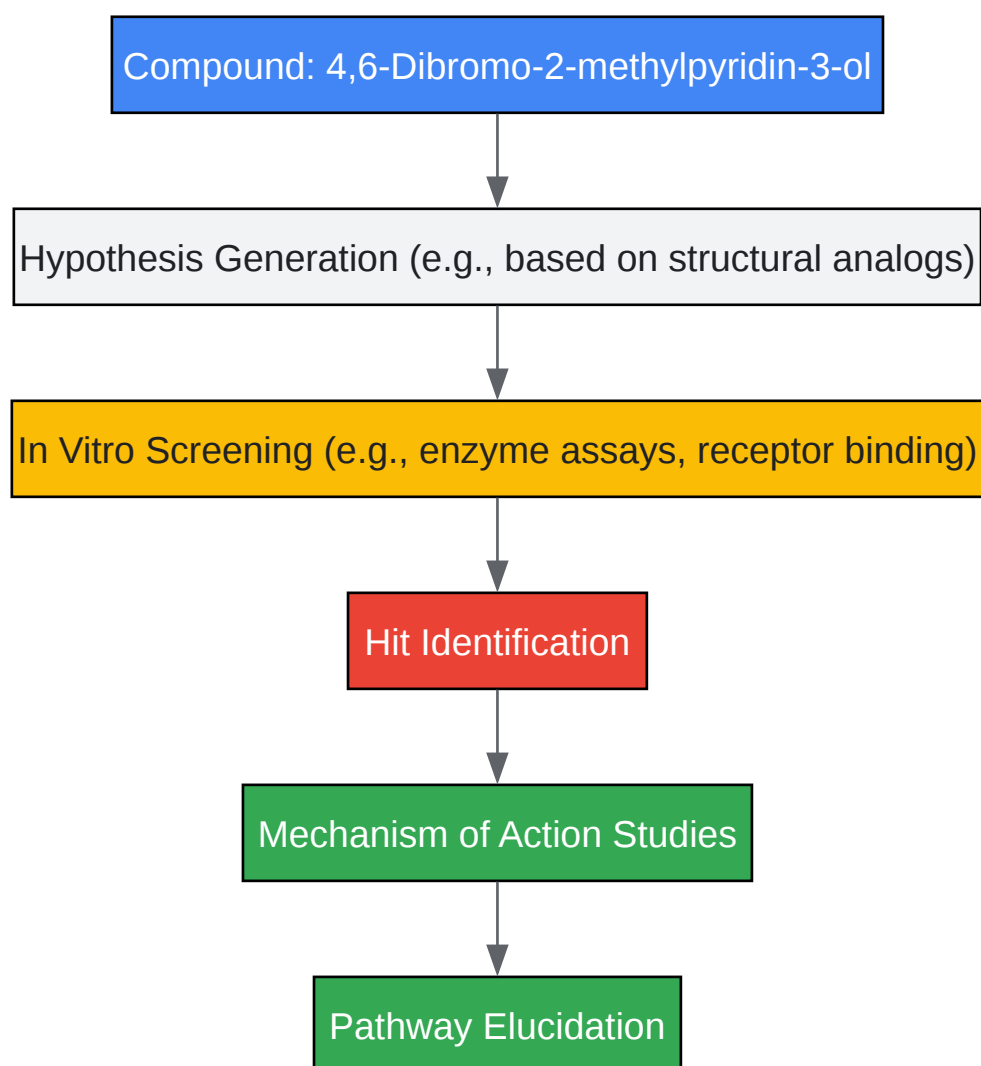 Compound: 4,6-Dibromo-2-methylpyridin-3-ol
Hypothesis Generation (e.g., based on structural analogs)
In Vitro Screening (e.g., enzyme assays, receptor binding)
Hit Identification
Mechanism of Action Studies
Pathway Elucidation